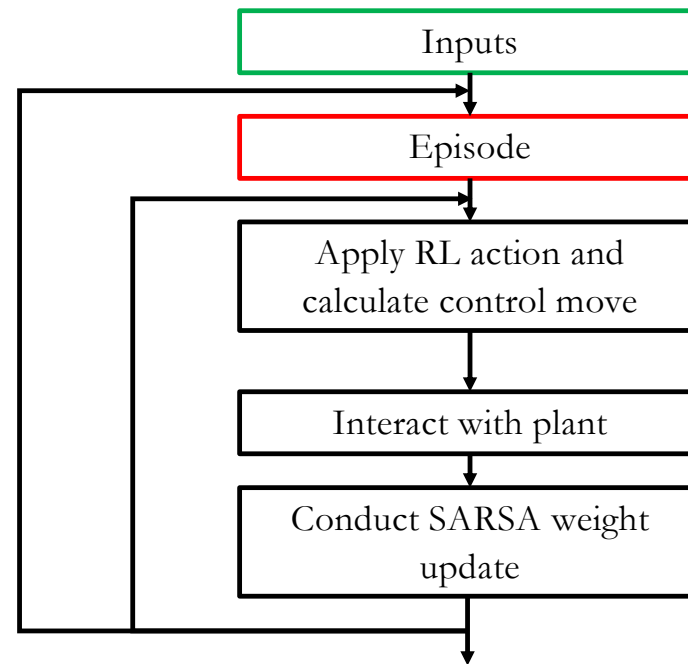 Inputs
Episode
Apply RL action and
calculate control move
Interact with plant
Conduct SARSA weight
update